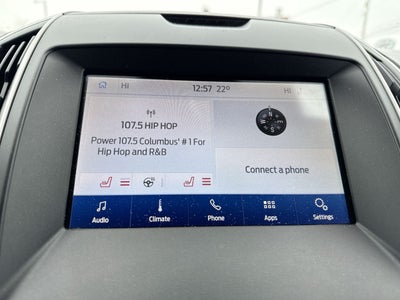 HI 12:57 22° HI
107.5 HIP HOP
Power 107.5 Columbus' # 1 For
Hip Hop and R&B
N
E
S
Connect a phone
Audio Climate Phone Apps Settings